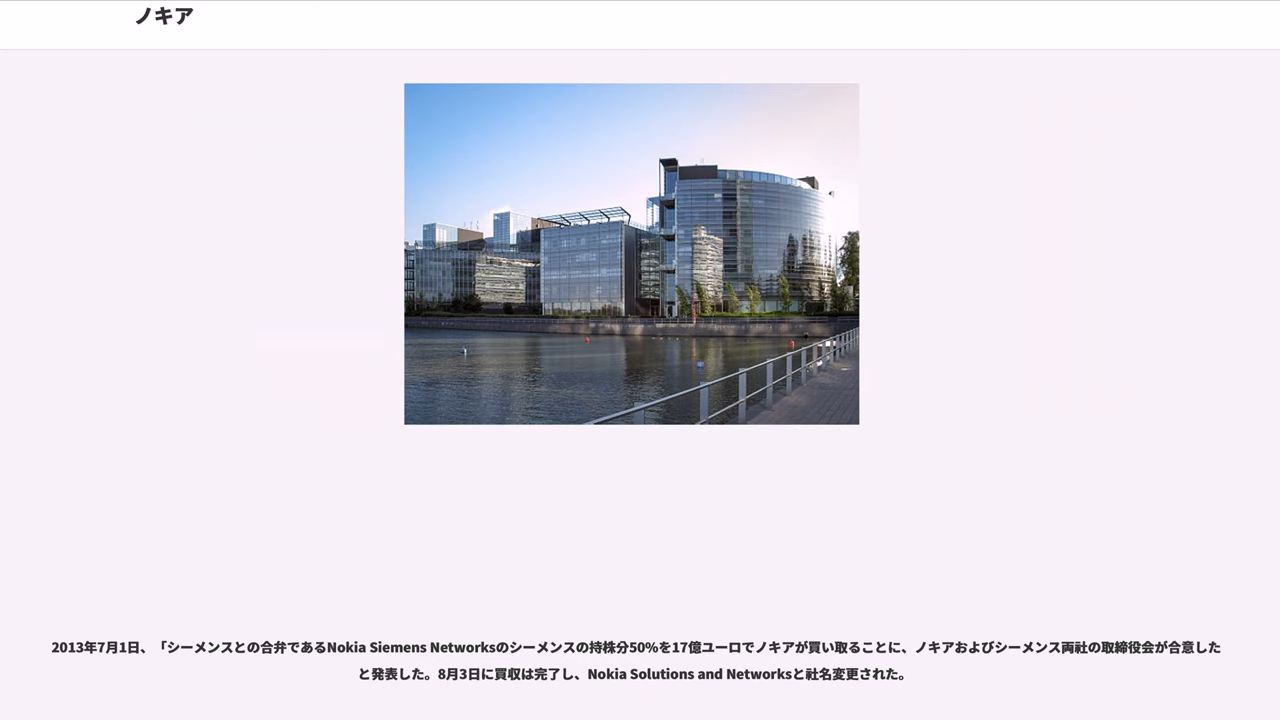 ノキア
2013年7月1日、「シーメンスとの合弁であるNokia Siemens Networksのシーメンスの持株分50%を17億ユーロでノキアが買い取ることに、ノキアおよびシーメンス両社の取締役会が合意した
と発表した。8月3日に買収は完了し、Nokia Solutions and Networksと社名変更された。